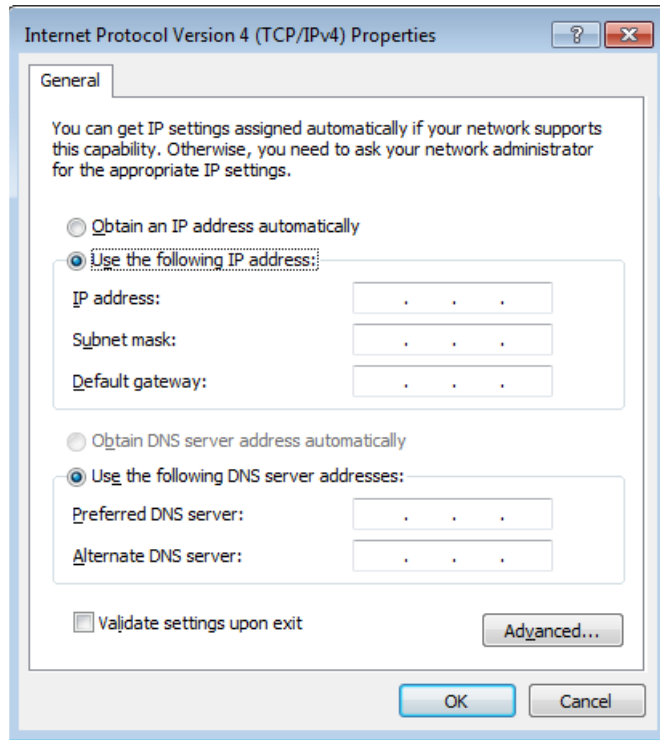 Internet Protocol Version 4 (TCP/IPv4) Properties
?
General
You can get IP settings assigned automatically if your network supports
this capability. Otherwise, you need to ask your network administrator
for the appropriate IP settings.
Obtain an IP address automatically
Use the following IP address:
IP address: . . .
Subnet mask: . . .
Default gateway: . . .
Obtain DNS server address automatically
Use the following DNS server addresses:
Preferred DNS server: . . .
Alternate DNS server: . . .
Validate settings upon exit
Advanced...
OK Cancel